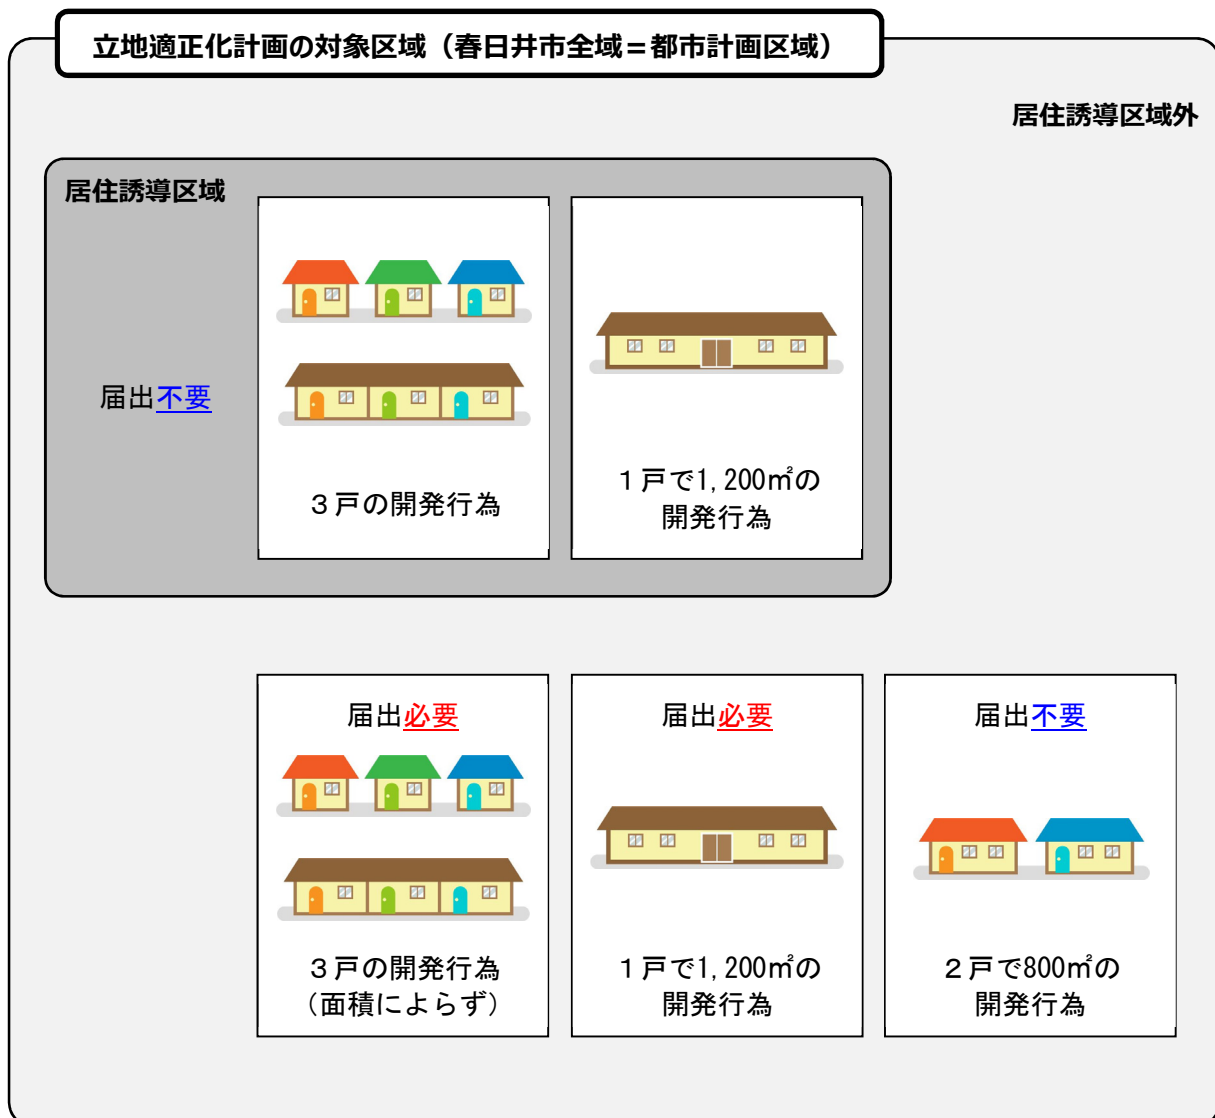 立地適正化計画の対象区域（春日井市全域＝都市計画区域）
居住誘導区域外
居住誘導区域
届出不要
３戸の開発行為
１戸で1,200㎡の
開発行為
届出必要
３戸の開発行為
（面積によらず）
届出必要
１戸で1,200㎡の
開発行為
届出不要
２戸で800㎡の
開発行為